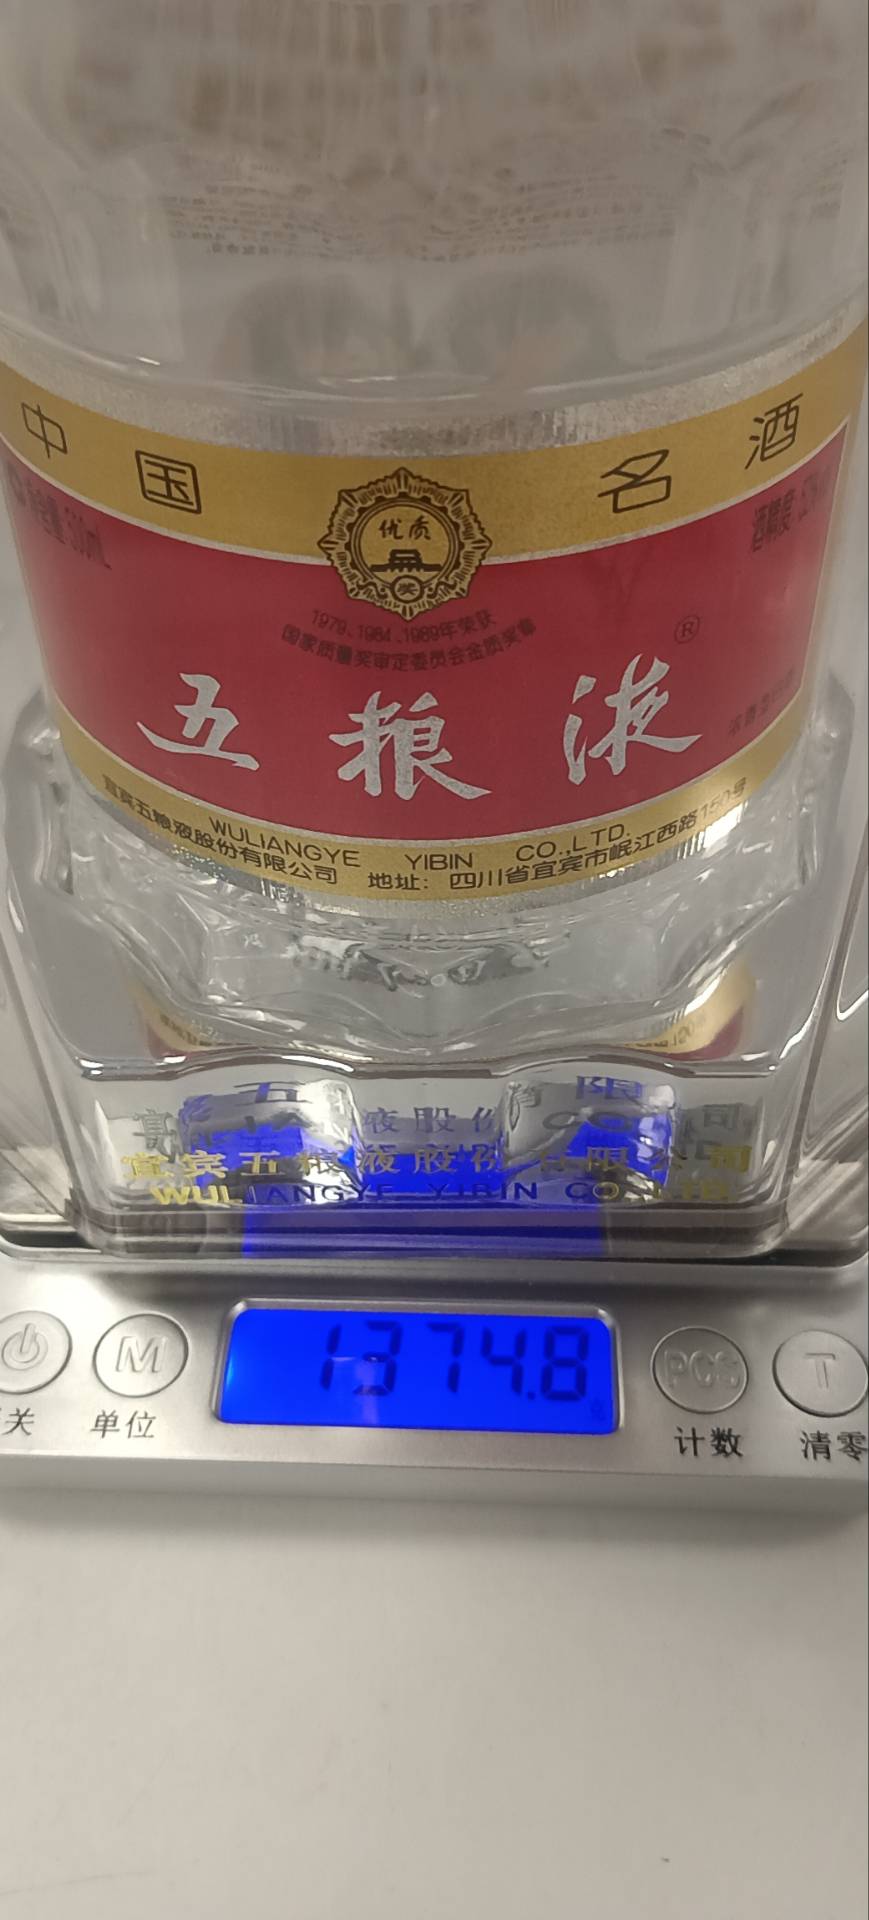 中国名酒
优质
奖
1979、1984、1989年荣获
国家质量奖审定委员会金质奖章
五粮液®
WULIANGYE YIBIN CO.,LTD.
宜宾五粮液股份有限公司 地址：四川省宜宾市岷江西路150号
宜宾五粮液股份有限公司
WULIANGYE YIBIN CO.,LTD.
1374.8
M
PCS
T
关
单位
计数
清零